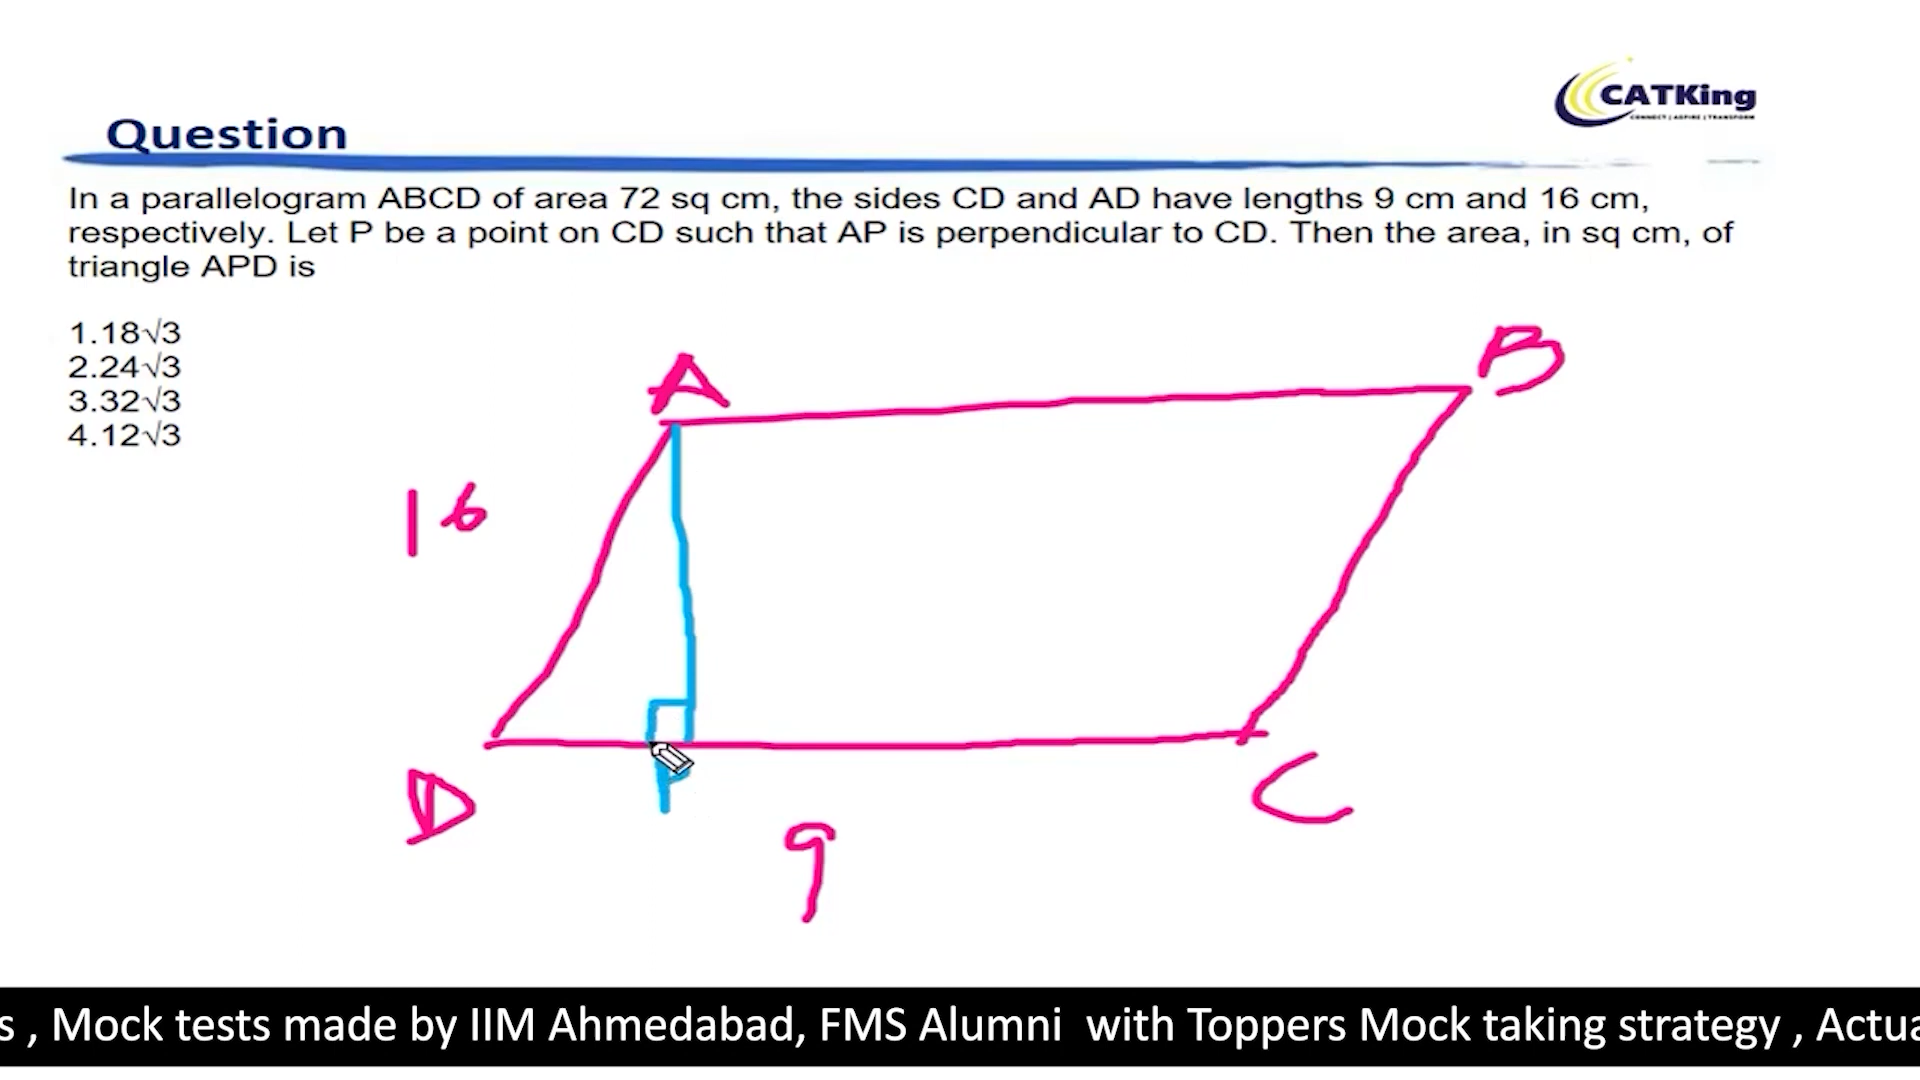 CATKing
CONNECT | ASPIRE | TRANSFORM
Question
In a parallelogram ABCD of area 72 sq cm, the sides CD and AD have lengths 9 cm and 16 cm,
respectively. Let P be a point on CD such that AP is perpendicular to CD. Then the area, in sq cm, of
triangle APD is
1.18√3
2.24√3
3.32√3
4.12√3
A
B
16
D
P
C
9
s , Mock tests made by IIM Ahmedabad, FMS Alumni with Toppers Mock taking strategy , Actua